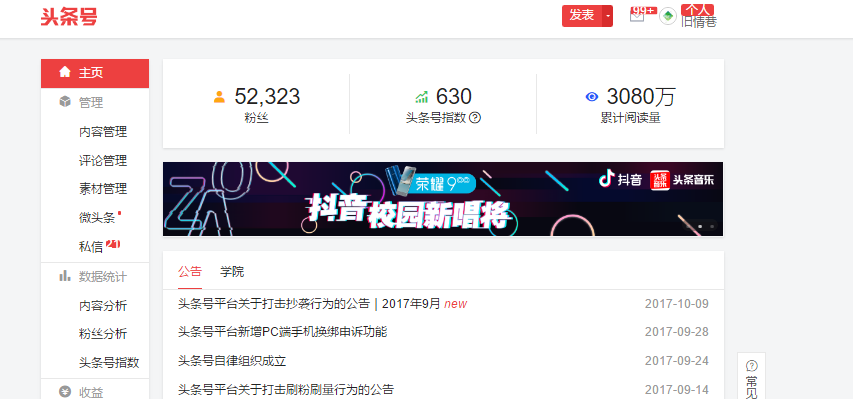 头条号
发表
99+
个人
旧情巷
主页
管理
内容管理
评论管理
素材管理
微头条
私信
数据统计
内容分析
粉丝分析
头条号指数
收益
52,323
粉丝
630
头条号指数
3080万
累计阅读量
荣耀9
抖音
头条音乐
头条音乐
抖音校园新唱将
公告
学院
头条号平台关于打击抄袭行为的公告 | 2017年9月 new
2017-10-09
头条号平台新增PC端手机换绑申诉功能
2017-09-28
头条号自律组织成立
2017-09-24
头条号平台关于打击刷粉刷量行为的公告
2017-09-14
常见